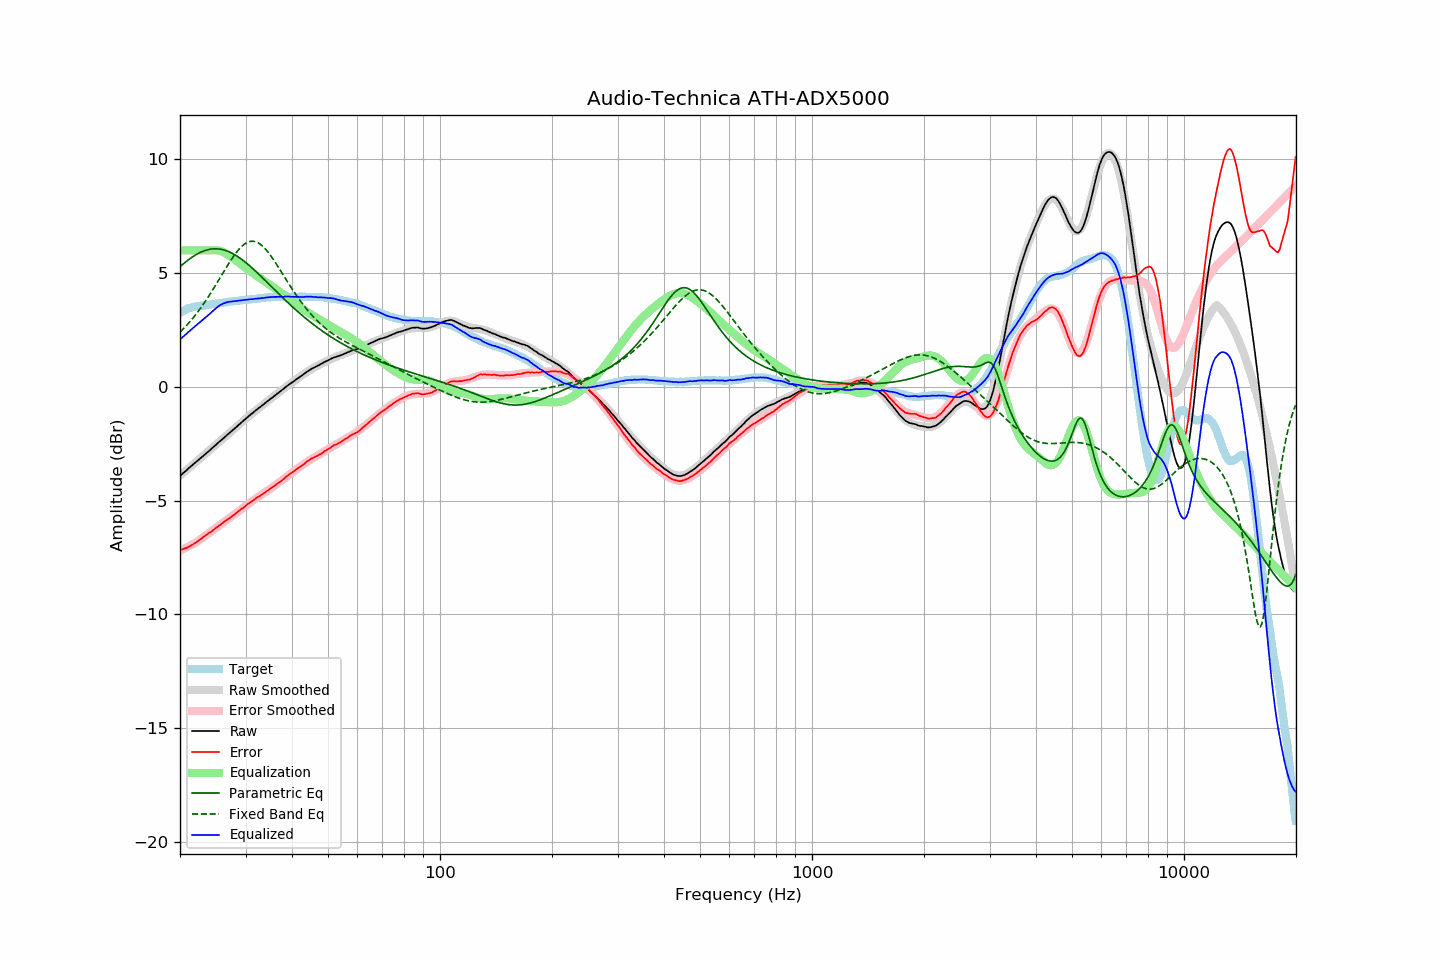 Audio-Technica ATH-ADX5000
Amplitude (dBr)
10
5
0
−5
−10
−15
−20
Target
Raw Smoothed
Error Smoothed
Raw
Error
Equalization
Parametric Eq
Fixed Band Eq
Equalized
100
1000
10000
Frequency (Hz)